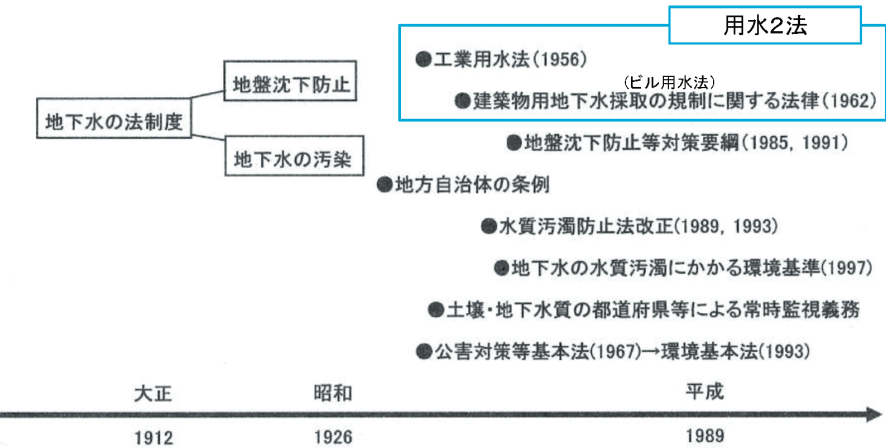 用水2法
●工業用水法(1956)
(ビル用水法)
●建築物用地下水採取の規制に関する法律(1962)
地盤沈下防止
地下水の法制度
●地盤沈下防止等対策要綱(1985, 1991)
地下水の汚染
●地方自治体の条例
●水質汚濁防止法改正(1989, 1993)
●地下水の水質汚濁にかかる環境基準(1997)
●土壌・地下水質の都道府県等による常時監視義務
●公害対策等基本法(1967)→環境基本法(1993)
大正 昭和 平成
1912 1926 1989